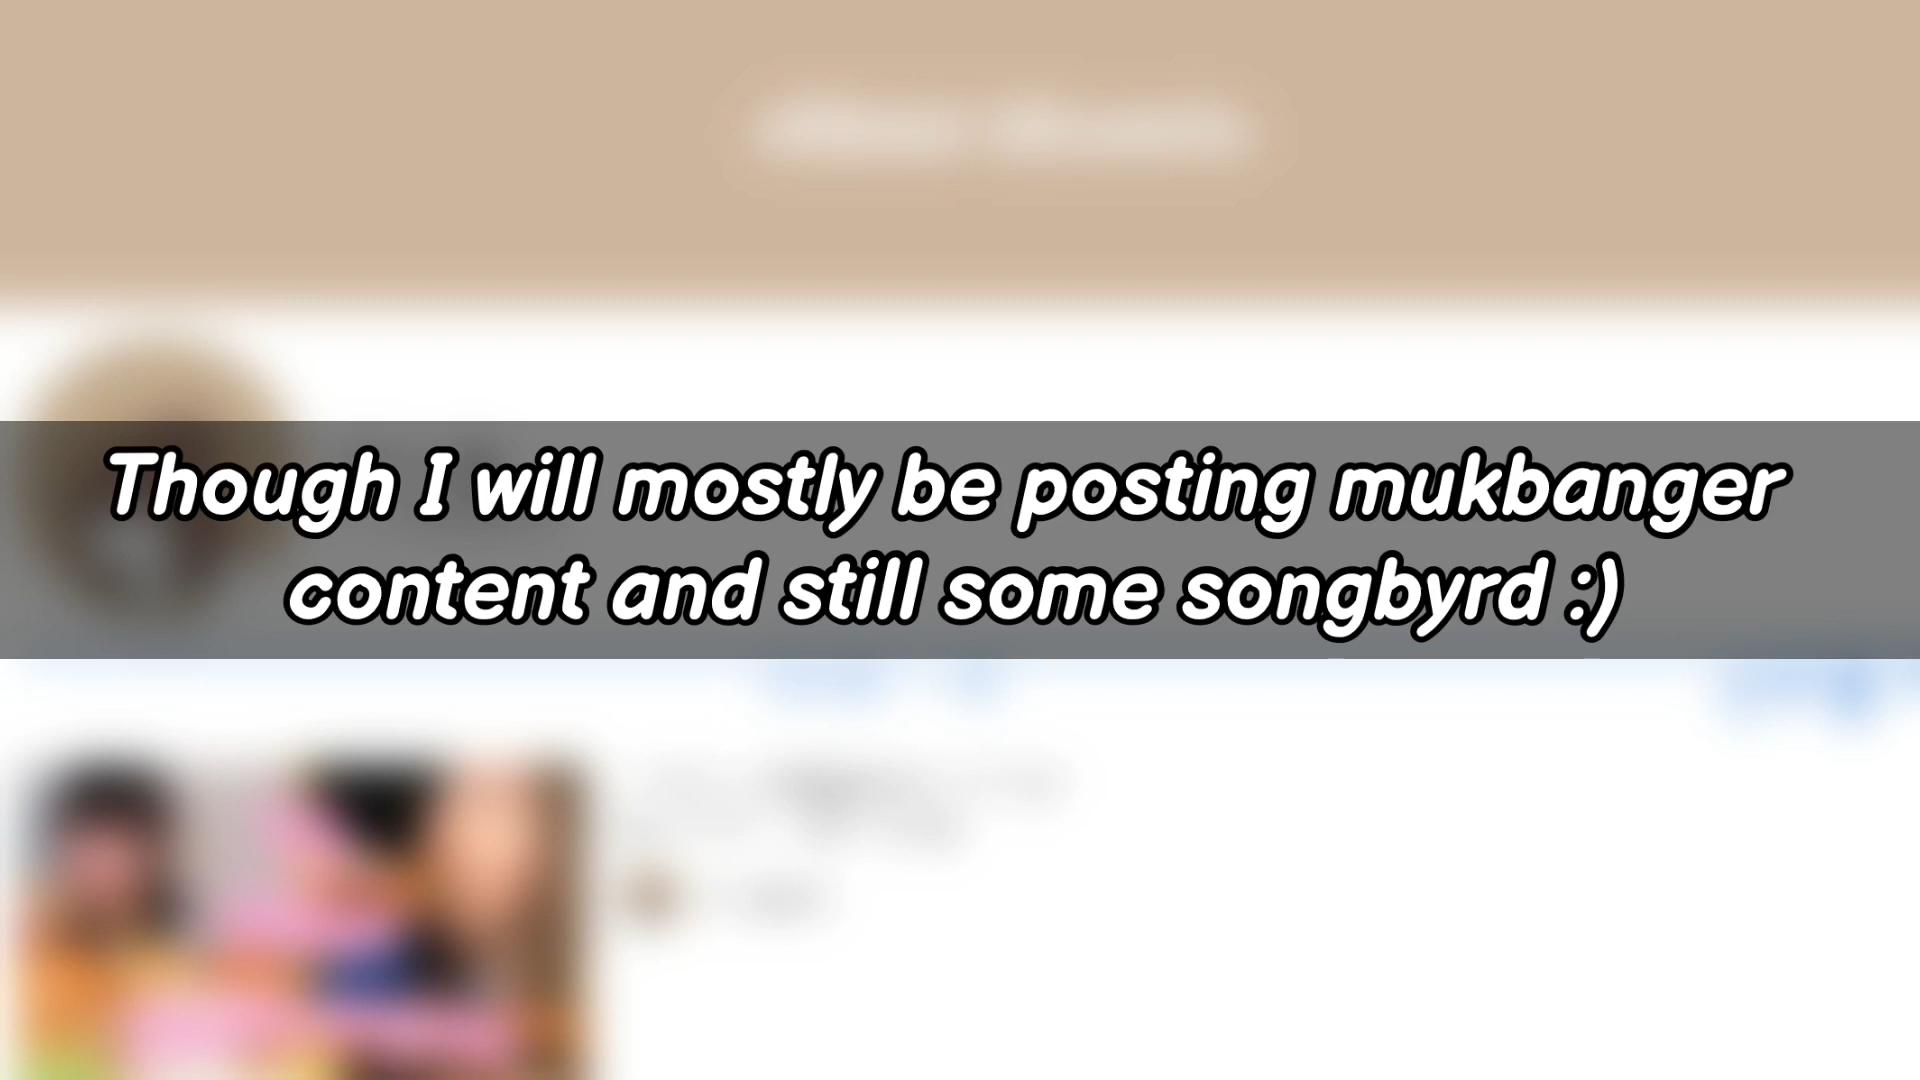 Though I will mostly be posting mukbanger
content and still some songbyrd :)